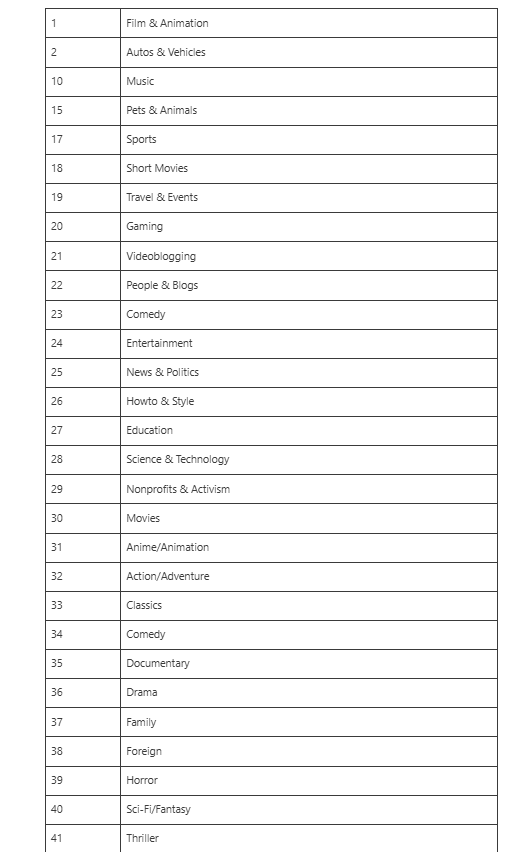 1 Film & Animation
2 Autos & Vehicles
10 Music
15 Pets & Animals
17 Sports
18 Short Movies
19 Travel & Events
20 Gaming
21 Videoblogging
22 People & Blogs
23 Comedy
24 Entertainment
25 News & Politics
26 Howto & Style
27 Education
28 Science & Technology
29 Nonprofits & Activism
30 Movies
31 Anime/Animation
32 Action/Adventure
33 Classics
34 Comedy
35 Documentary
36 Drama
37 Family
38 Foreign
39 Horror
40 Sci-Fi/Fantasy
41 Thriller